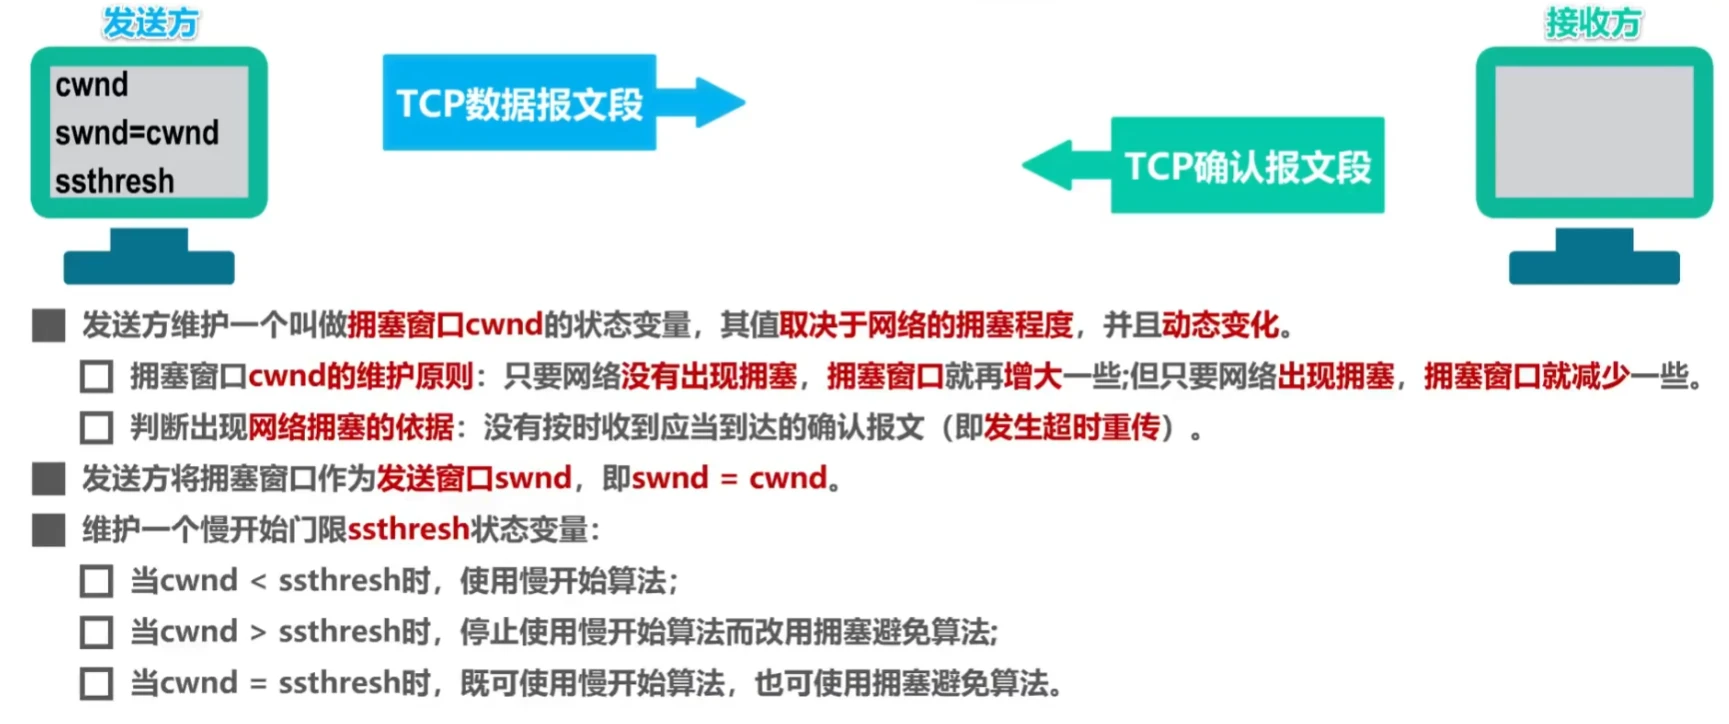 发送方
接收方
cwnd
swnd=cwnd
ssthresh
TCP数据报文段
TCP确认报文段
发送方维护一个叫做拥塞窗口cwnd的状态变量，其值取决于网络的拥塞程度，并且动态变化。
拥塞窗口cwnd的维护原则：只要网络没有出现拥塞，拥塞窗口就再增大一些;但只要网络出现拥塞，拥塞窗口就减少一些。
判断出现网络拥塞的依据：没有按时收到应当到达的确认报文（即发生超时重传）。
发送方将拥塞窗口作为发送窗口swnd，即swnd = cwnd。
维护一个慢开始门限ssthresh状态变量：
当cwnd < ssthresh时，使用慢开始算法；
当cwnd > ssthresh时，停止使用慢开始算法而改用拥塞避免算法;
当cwnd = ssthresh时，既可使用慢开始算法，也可使用拥塞避免算法。